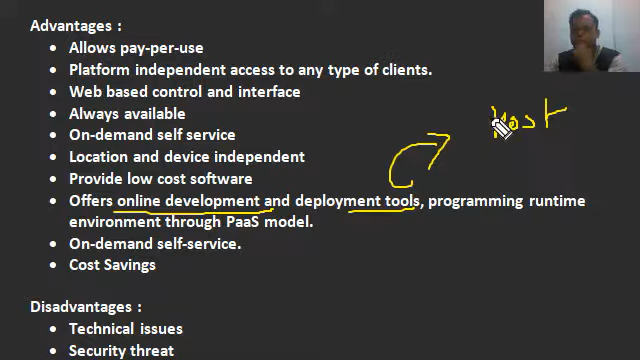 Advantages :
• Allows pay-per-use
• Platform independent access to any type of clients.
• Web based control and interface
• Always available
• On-demand self service
Host
• Location and device independent
• Provide low cost software
• Offers online development and deployment tools, programming runtime
environment through PaaS model.
• On-demand self-service.
• Cost Savings
Disadvantages :
• Technical issues
• Security threat